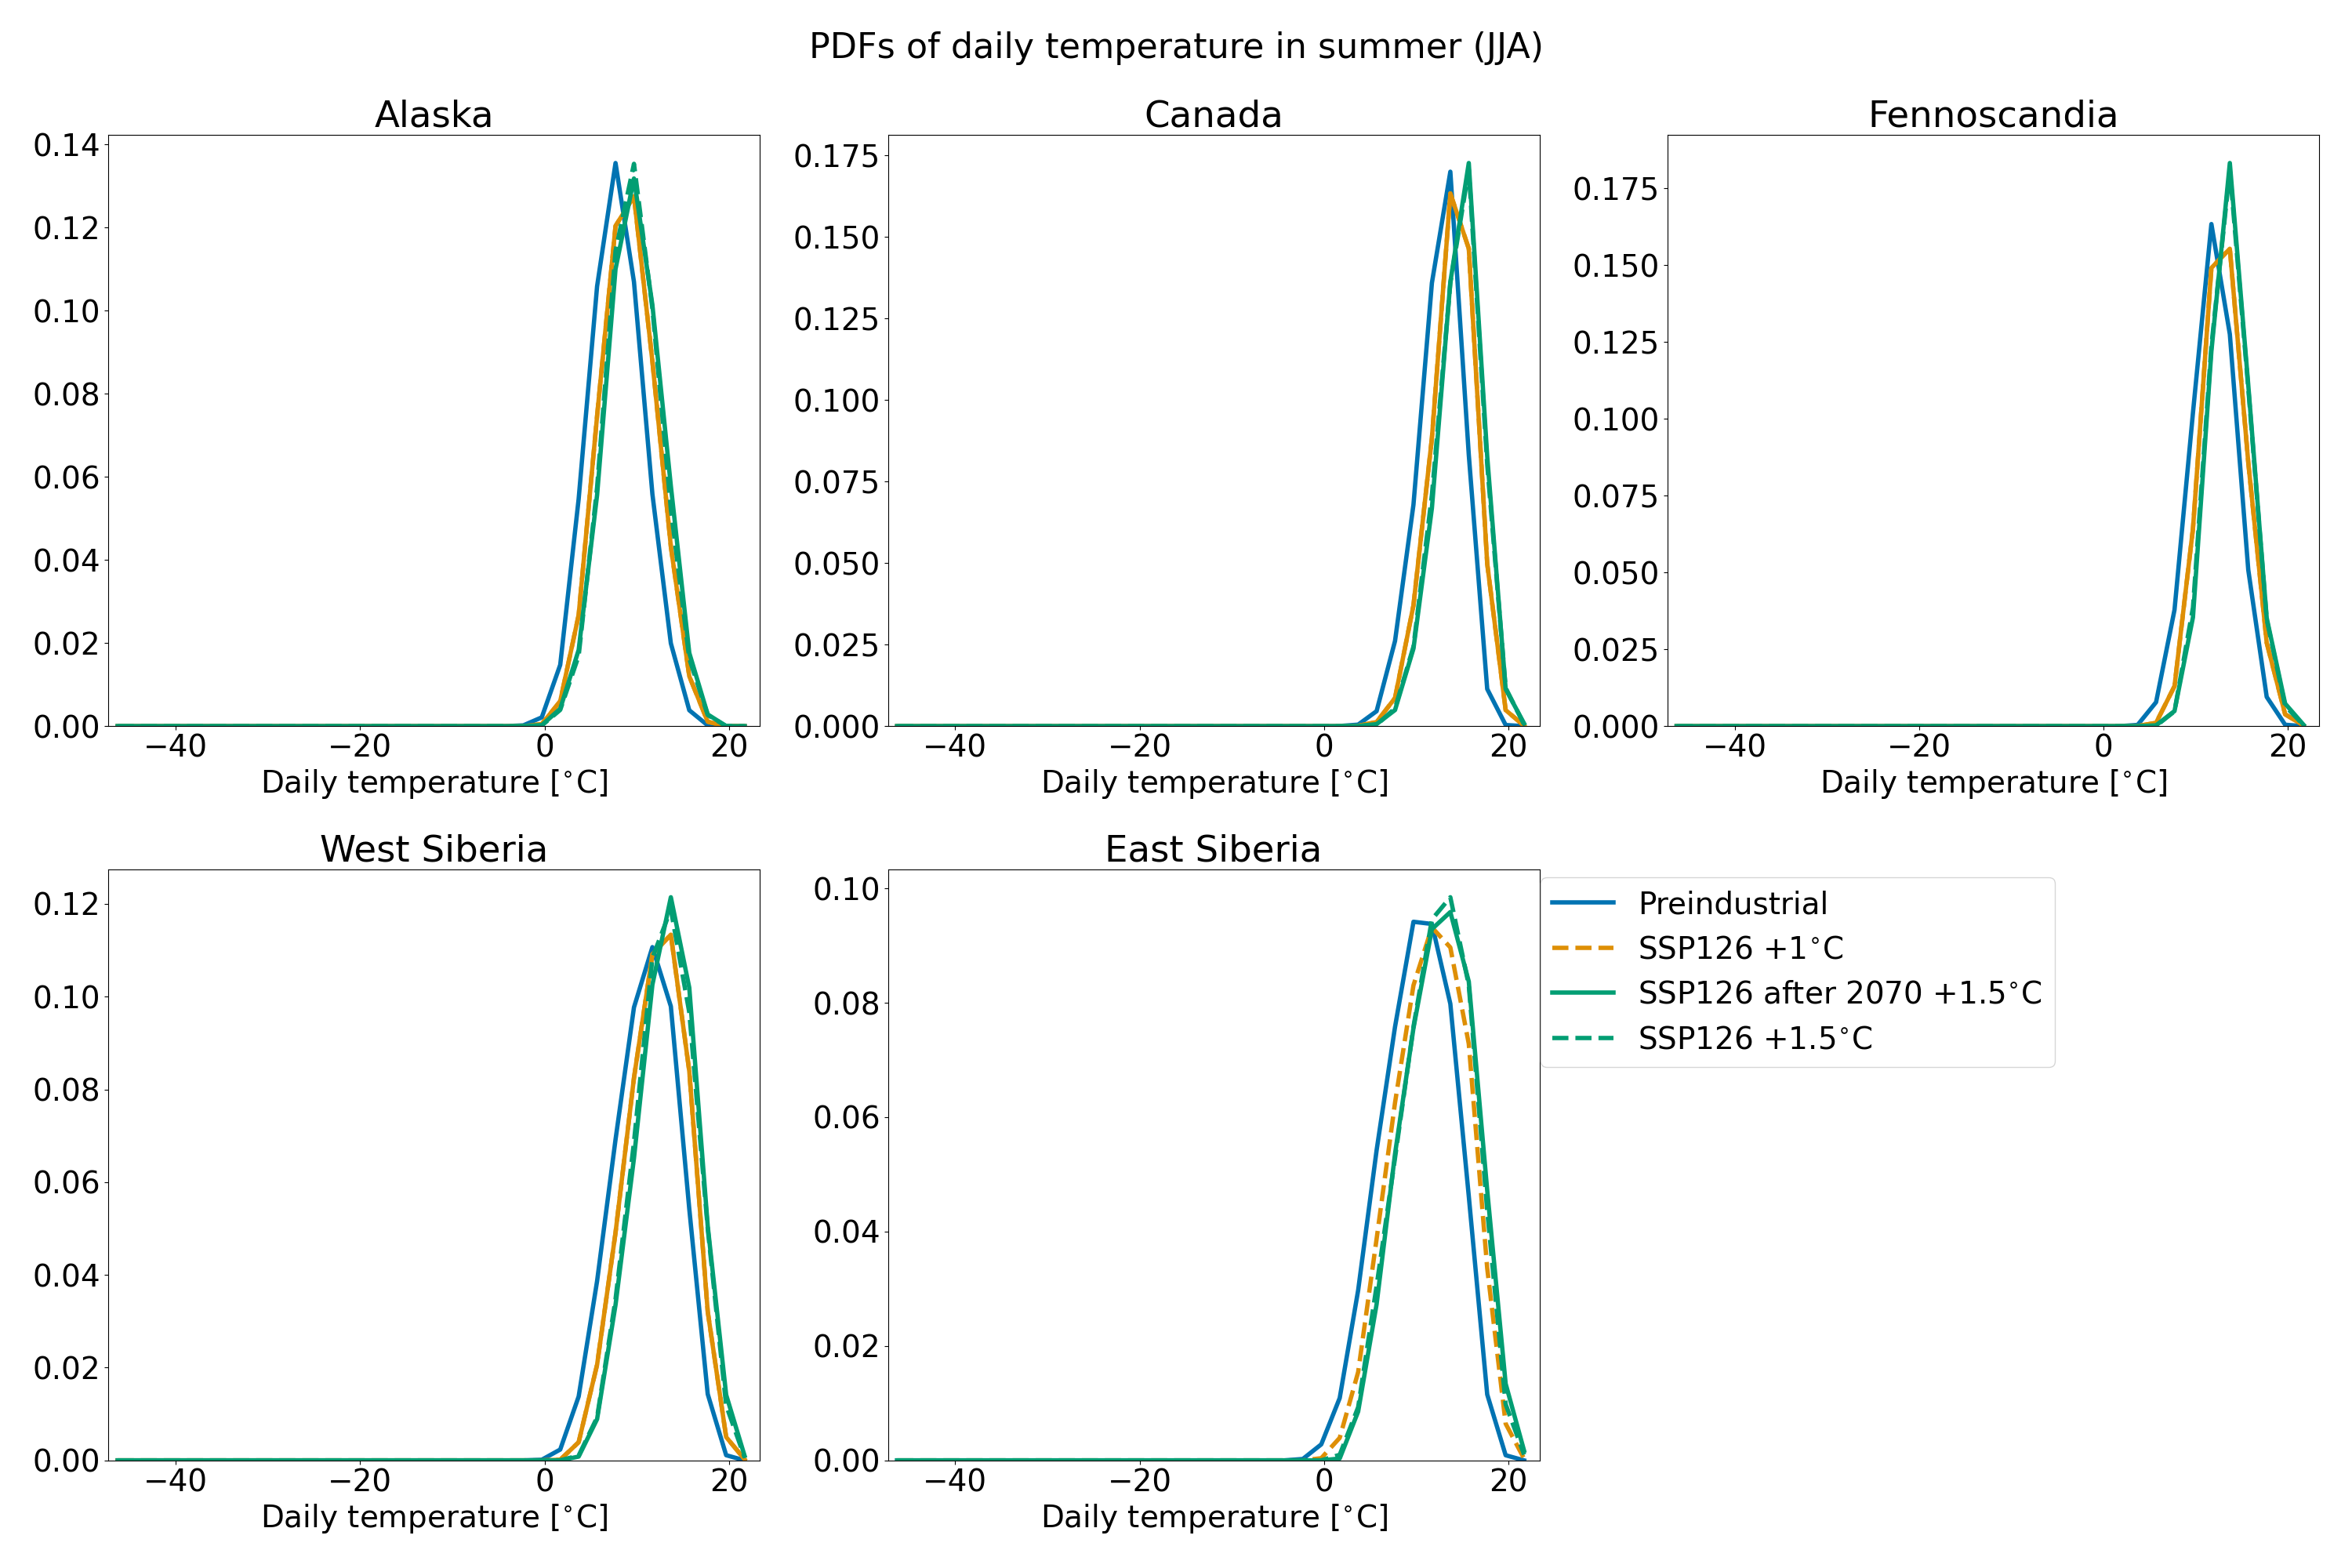 PDFs of daily temperature in summer (JJA)
Alaska
0.14
0.12
0.10
0.08
0.06
0.04
0.02
0.00
−40 −20 0 20
Daily temperature [°C]
Canada
0.175
0.150
0.125
0.100
0.075
0.050
0.025
0.000
−40 −20 0 20
Daily temperature [°C]
Fennoscandia
0.175
0.150
0.125
0.100
0.075
0.050
0.025
0.000
−40 −20 0 20
Daily temperature [°C]
West Siberia
0.12
0.10
0.08
0.06
0.04
0.02
0.00
−40 −20 0 20
Daily temperature [°C]
East Siberia
0.10
0.08
0.06
0.04
0.02
0.00
−40 −20 0 20
Daily temperature [°C]
Preindustrial
SSP126 +1°C
SSP126 after 2070 +1.5°C
SSP126 +1.5°C